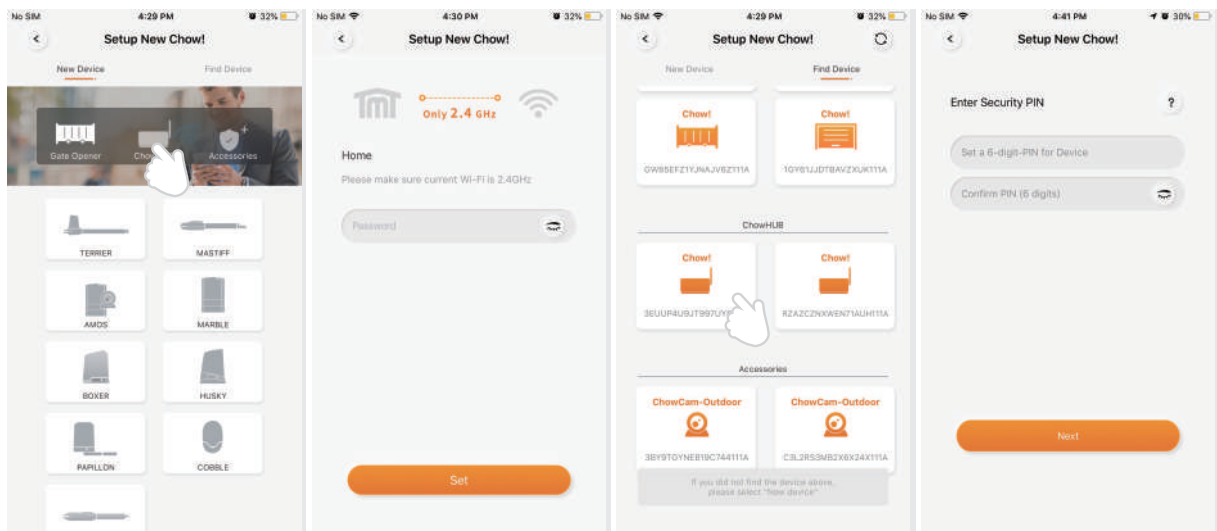 No SIM 4:29 PM 32%
Setup New Chow!
New Device Find Device
Gate Opener Accessories
TERRIER MASTIFF
AMOS MARBLE
BOXER HUSKY
PAPILLON COBBLE
No SIM 4:30 PM 32%
Setup New Chow!
TMT Only 2.4 GHz
Home
Please make sure current Wi-Fi is 2.4GHz
Password
Set
No SIM 4:29 PM 32%
Setup New Chow!
New Device Find Device
Chow! Chow!
ChowHUB
Chow! Chow!
Accessories
ChowCam-Outdoor ChowCam-Outdoor
If you did not find the device above,
please select "New device"
No SIM 4:41 PM 30%
Setup New Chow!
Enter Security PIN ?
Set a 6-digit-PIN for Device
Confirm PIN (6 digits)
Next